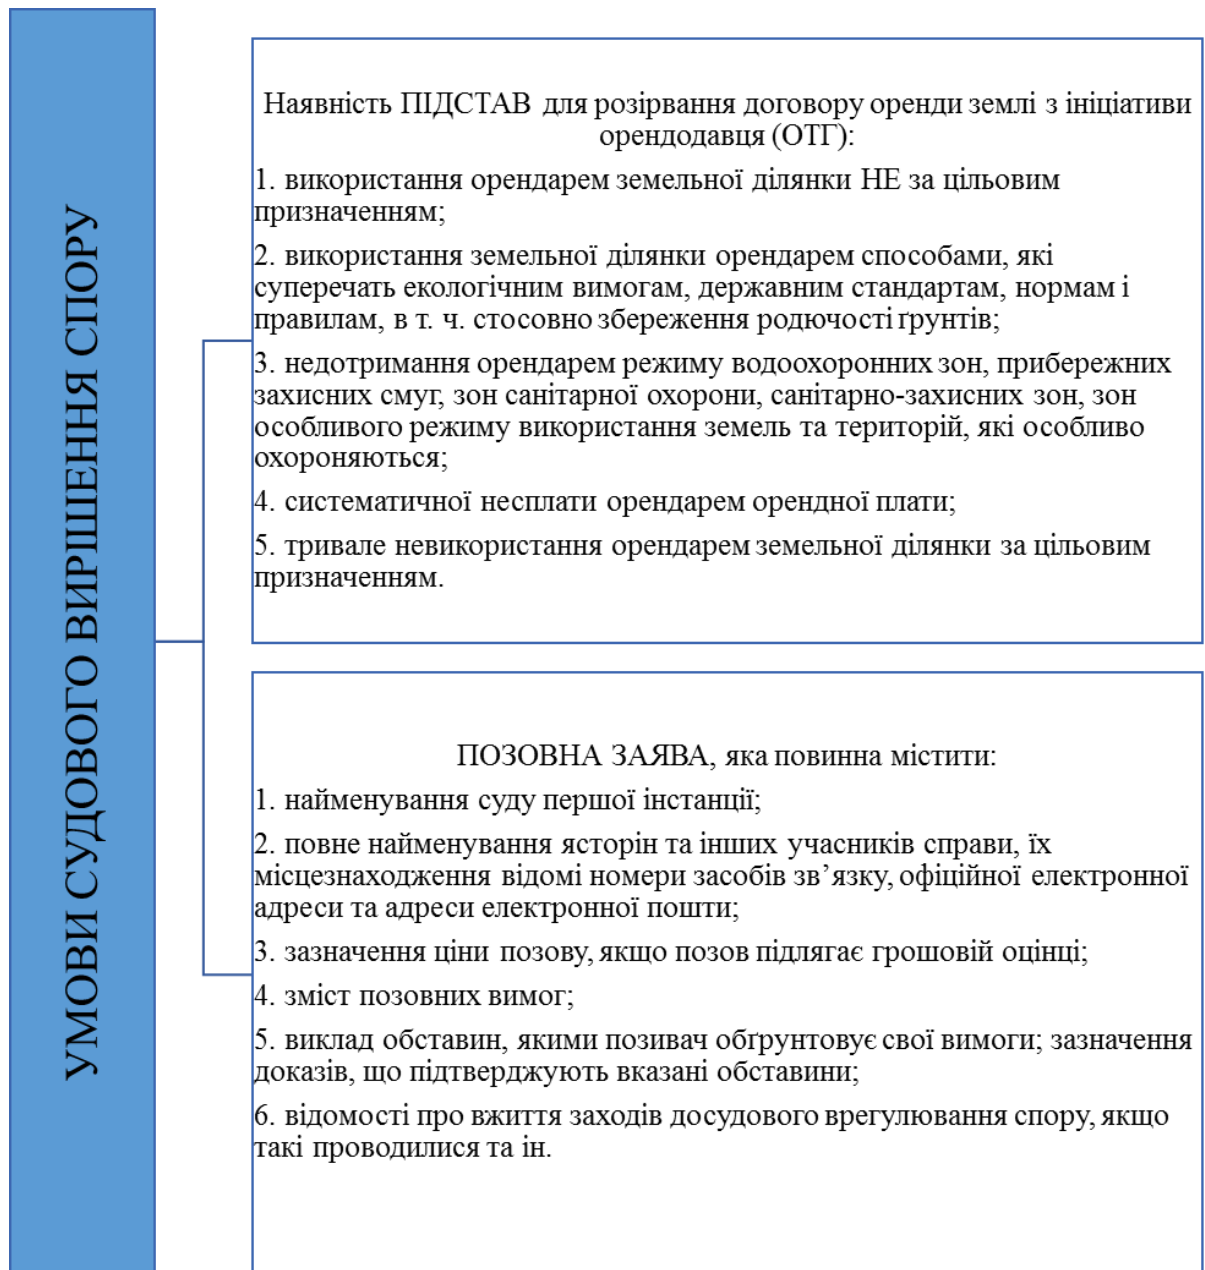 УМОВИ СУДОВОГО ВИРІШЕННЯ СПОРУ
Наявність ПІДСТАВ для розірвання договору оренди землі з ініціативи
орендодавця (ОТГ):
1. використання орендарем земельної ділянки НЕ за цільовим
призначенням;
2. використання земельної ділянки орендарем способами, які
суперечать екологічним вимогам, державним стандартам, нормам і
правилам, в т. ч. стосовно збереження родючості ґрунтів;
3. недотримання орендарем режиму водоохоронних зон, прибережних
захисних смуг, зон санітарної охорони, санітарно-захисних зон, зон
особливого режиму використання земель та територій, які особливо
охороняються;
4. систематичної несплати орендарем орендної плати;
5. тривале невикористання орендарем земельної ділянки за цільовим
призначенням.
ПОЗОВНА ЗАЯВА, яка повинна містити:
1. найменування суду першої інстанції;
2. повне найменування ясторін та інших учасників справи, їх
місцезнаходження відомі номери засобів зв’язку, офіційної електронної
адреси та адреси електронної пошти;
3. зазначення ціни позову, якщо позов підлягає грошовій оцінці;
4. зміст позовних вимог;
5. виклад обставин, якими позивач обґрунтовує свої вимоги; зазначення
доказів, що підтверджують вказані обставини;
6. відомості про вжиття заходів досудового врегулювання спору, якщо
такі проводилися та ін.